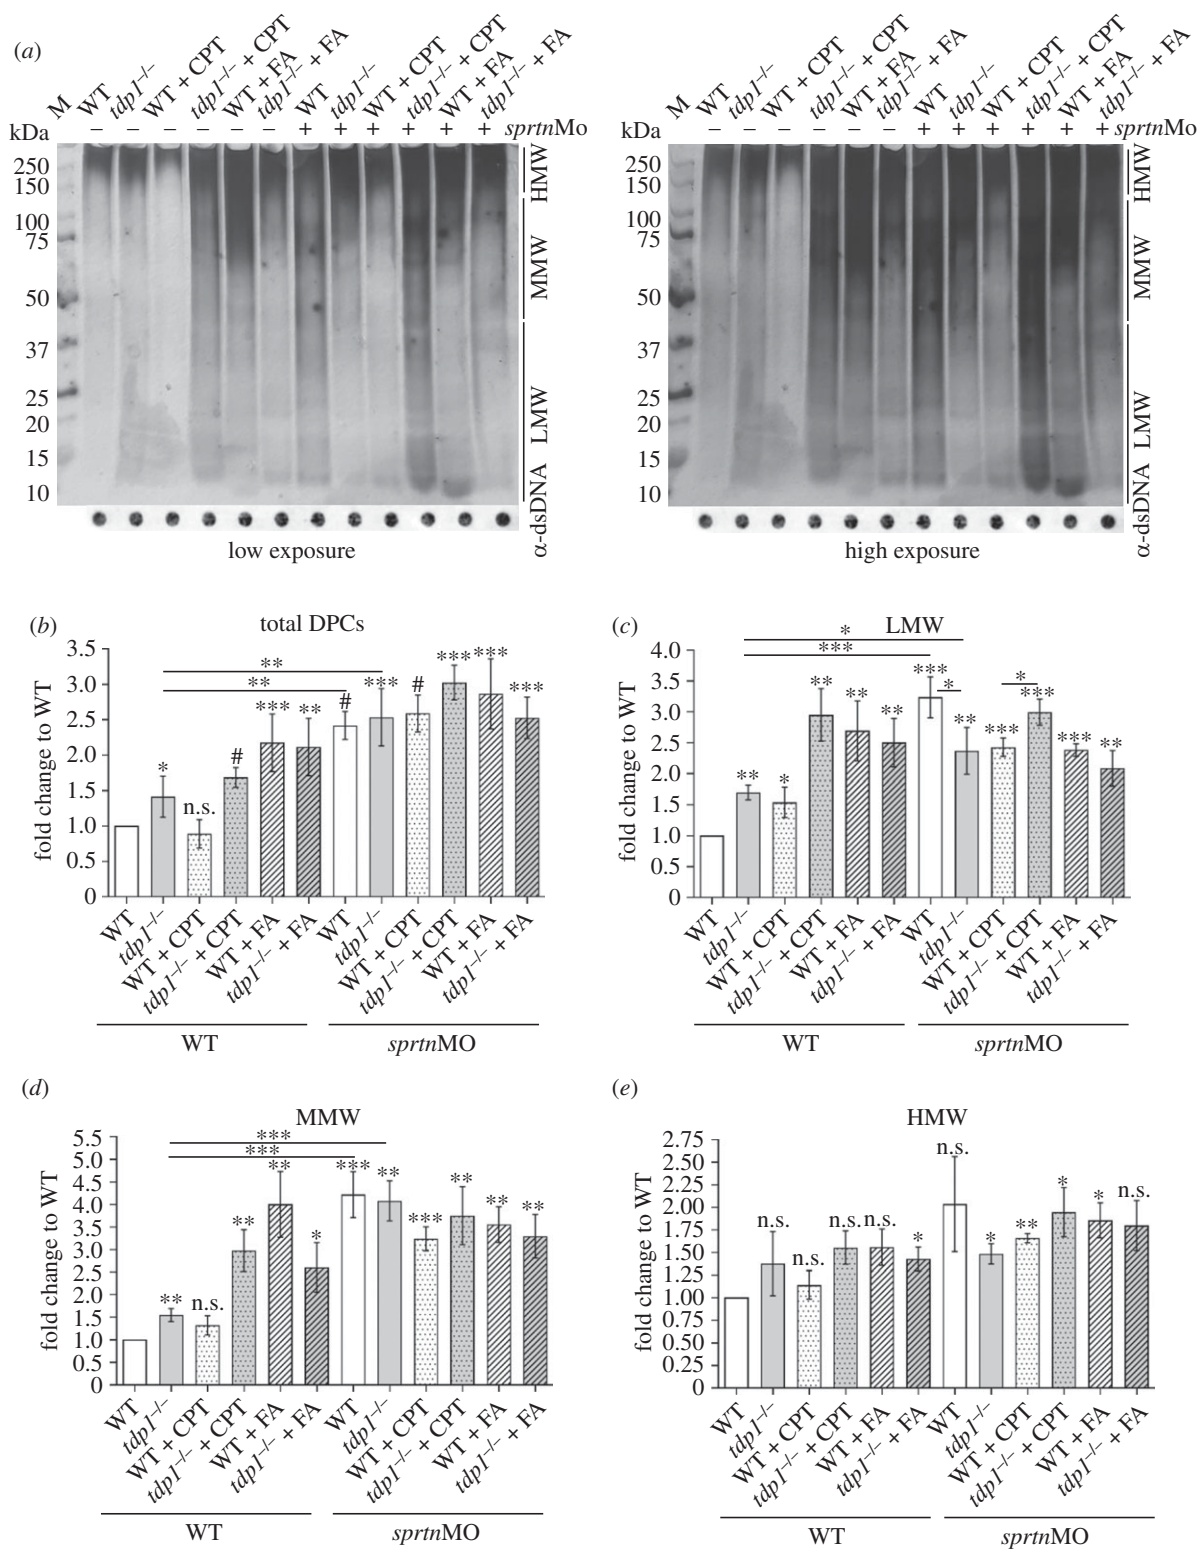 (a)
M WT tdp1–/– WT + CPT tdp1–/– + CPT WT + FA tdp1–/– + FA WT tdp1–/– WT + CPT tdp1–/– + CPT WT + FA tdp1–/– + FA
kDa – – – – – – + + + + + + sprtnMo
250
150
100
75
50
37
25
20
15
10
HMW
MMW
LMW
α-dsDNA
low exposure
M WT tdp1–/– WT + CPT tdp1–/– + CPT WT + FA tdp1–/– + FA WT tdp1–/– WT + CPT tdp1–/– + CPT WT + FA tdp1–/– + FA
kDa – – – – – – + + + + + + sprtnMo
250
150
100
75
50
37
25
20
15
10
HMW
MMW
LMW
α-dsDNA
high exposure
(b)
total DPCs
fold change to WT
3.5
3.0
2.5
2.0
1.5
1.0
0.5
0
**
**
* n.s. # *** ** # *** # *** *** ***
WT tdp1–/– WT + CPT tdp1–/– + CPT WT + FA tdp1–/– + FA WT tdp1–/– WT + CPT tdp1–/– + CPT WT + FA tdp1–/– + FA
WT sprtnMO
(c)
LMW
fold change to WT
4.0
3.5
3.0
2.5
2.0
1.5
1.0
0.5
0
*
***
* *
** * ** ** ** *** ** *** *** *** **
WT tdp1–/– WT + CPT tdp1–/– + CPT WT + FA tdp1–/– + FA WT tdp1–/– WT + CPT tdp1–/– + CPT WT + FA tdp1–/– + FA
WT sprtnMO
(d)
MMW
fold change to WT
5.5
5.0
4.5
4.0
3.5
3.0
2.5
2.0
1.5
1.0
0.5
0
***
***
** n.s. ** ** * *** ** *** ** ** **
WT tdp1–/– WT + CPT tdp1–/– + CPT WT + FA tdp1–/– + FA WT tdp1–/– WT + CPT tdp1–/– + CPT WT + FA tdp1–/– + FA
WT sprtnMO
(e)
HMW
fold change to WT
2.75
2.50
2.25
2.00
1.75
1.50
1.25
1.00
0.75
0.50
0.25
0
n.s. n.s. n.s. n.s. * n.s. * ** * * n.s.
WT tdp1–/– WT + CPT tdp1–/– + CPT WT + FA tdp1–/– + FA WT tdp1–/– WT + CPT tdp1–/– + CPT WT + FA tdp1–/– + FA
WT sprtnMO